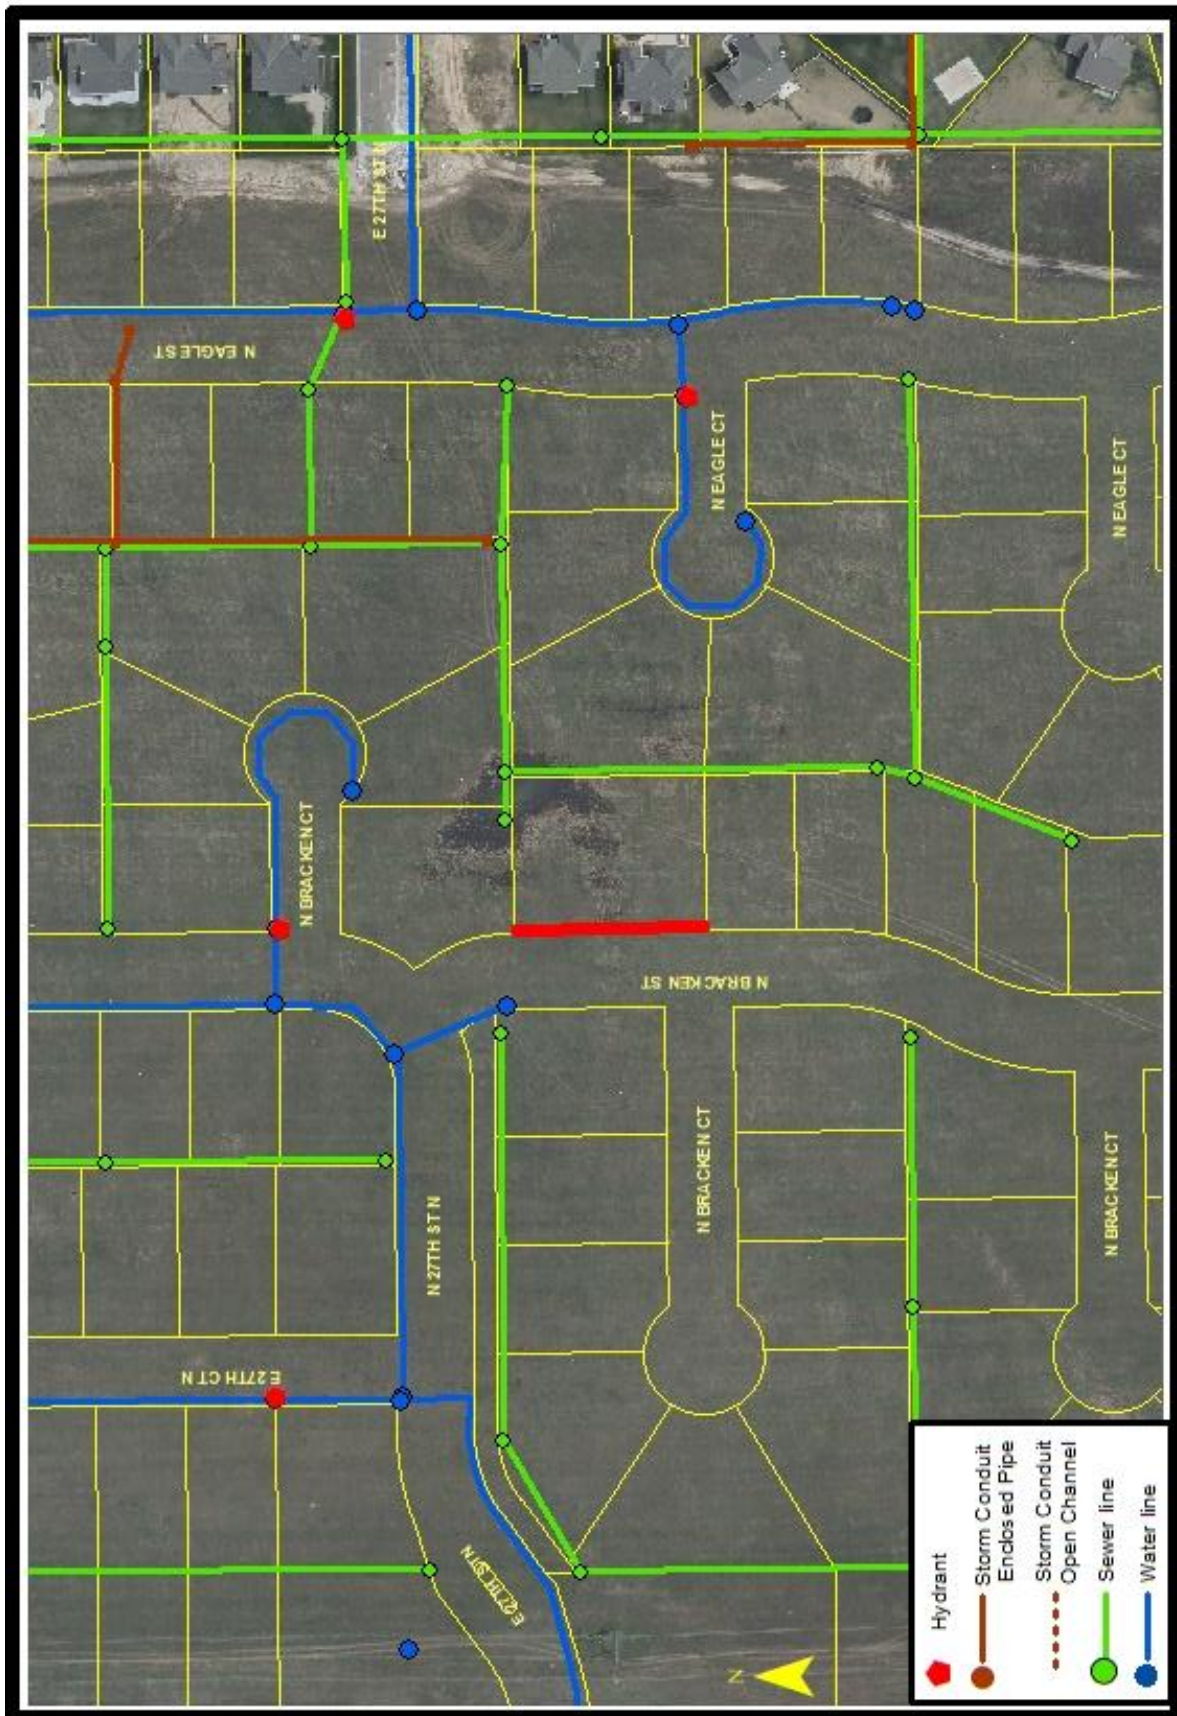 E 27TH ST N
N EAGLE ST
N EAGLE CT
N EAGLE CT
N BRACKEN CT
N BRACKEN ST
N BRACKEN CT
N BRACKEN CT
N 27TH ST N
E 27TH CT N
E 27TH ST N
N
Hydrant
Storm Conduit
Enclosed Pipe
Storm Conduit
Open Channel
Sewer line
Water line